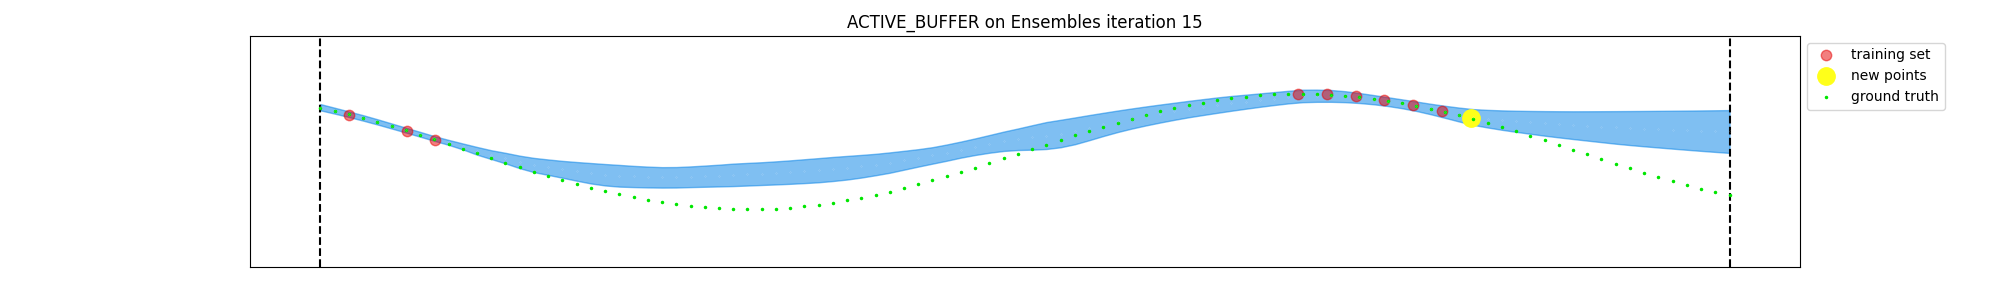 ACTIVE_BUFFER on Ensembles iteration 15
training set
new points
ground truth